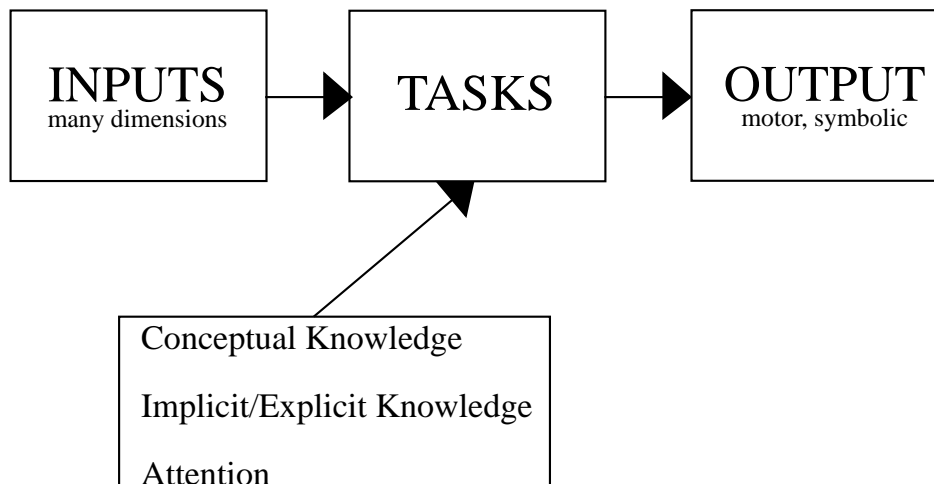 INPUTS
many dimensions
TASKS
OUTPUT
motor, symbolic
Conceptual Knowledge
Implicit/Explicit Knowledge
Attention